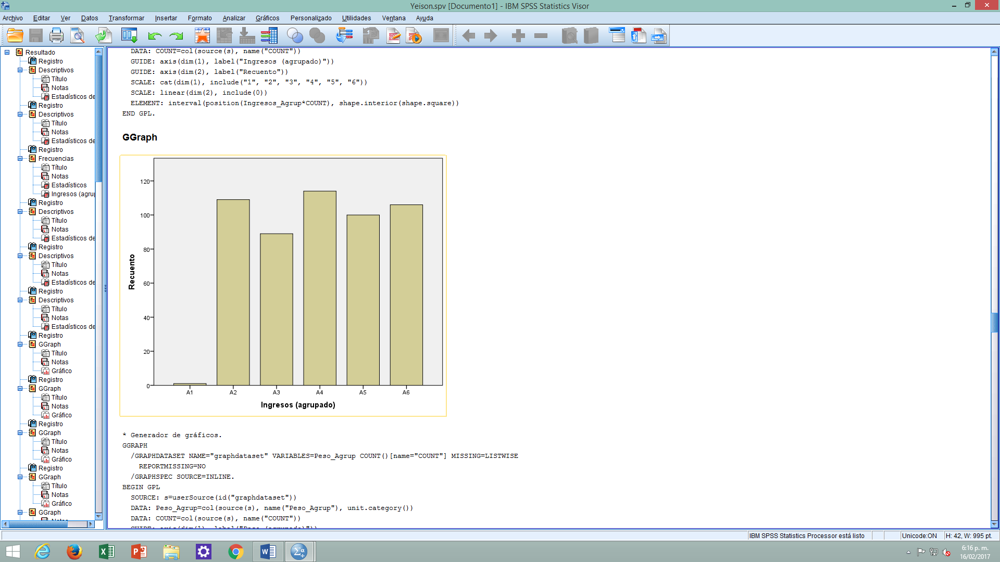 Yeison.spv [Documento1] - IBM SPSS Statistics Visor
Archivo Editar Ver Datos Transformar Insertar Formato Analizar Gráficos Personalizado Utilidades Ventana Ayuda
Resultado
Registro
Descriptivos
Título
Notas
Estadísticos de
Registro
Descriptivos
Título
Notas
Estadísticos de
Registro
Frecuencias
Título
Notas
Estadísticos
Ingresos (agru
Registro
Descriptivos
Título
Notas
Estadísticos de
Registro
Descriptivos
Título
Notas
Estadísticos de
Registro
Descriptivos
Título
Notas
Estadísticos de
Registro
GGraph
Título
Notas
Gráfico
Registro
GGraph
Título
Notas
Gráfico
Registro
GGraph
Título
Notas
Gráfico
Registro
GGraph
Título
Notas
Gráfico
GGraph
Notas
DATA: COUNT=col(source(s), name("COUNT"))
GUIDE: axis(dim(1), label("Ingresos (agrupado)"))
GUIDE: axis(dim(2), label("Recuento"))
SCALE: cat(dim(1), include("1", "2", "3", "4", "5", "6"))
SCALE: linear(dim(2), include(0))
ELEMENT: interval(position(Ingresos_Agrup*COUNT), shape.interior(shape.square))
END GPL.
GGraph
120
100
80
60
40
20
0
Recuento
A1 A2 A3 A4 A5 A6
Ingresos (agrupado)
* Generador de gráficos.
GGRAPH
/GRAPHDATASET NAME="graphdataset" VARIABLES=Peso_Agrup COUNT()[name="COUNT"] MISSING=LISTWISE
REPORTMISSING=NO
/GRAPHSPEC SOURCE=INLINE.
BEGIN GPL
SOURCE: s=userSource(id("graphdataset"))
DATA: Peso_Agrup=col(source(s), name("Peso_Agrup"), unit.category())
DATA: COUNT=col(source(s), name("COUNT"))
GUIDE: axis(dim(1), label("Peso (agrupado)"))
IBM SPSS Statistics Processor está listo Unicode:ON H: 42, W: 995 pt.
6:16 p. m.
16/02/2017